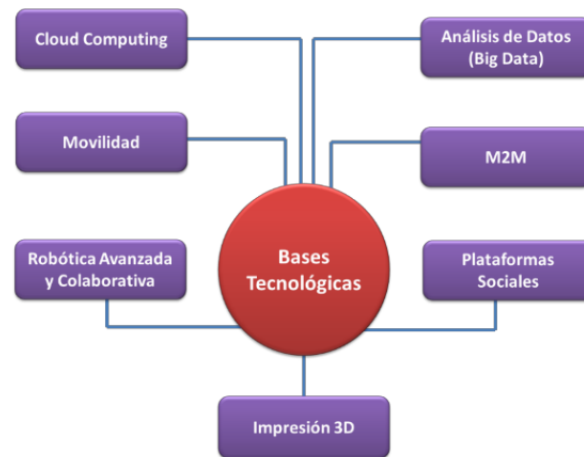 Cloud Computing
Análisis de Datos
(Big Data)
Movilidad
M2M
Bases
Tecnológicas
Robótica Avanzada
y Colaborativa
Plataformas
Sociales
Impresión 3D